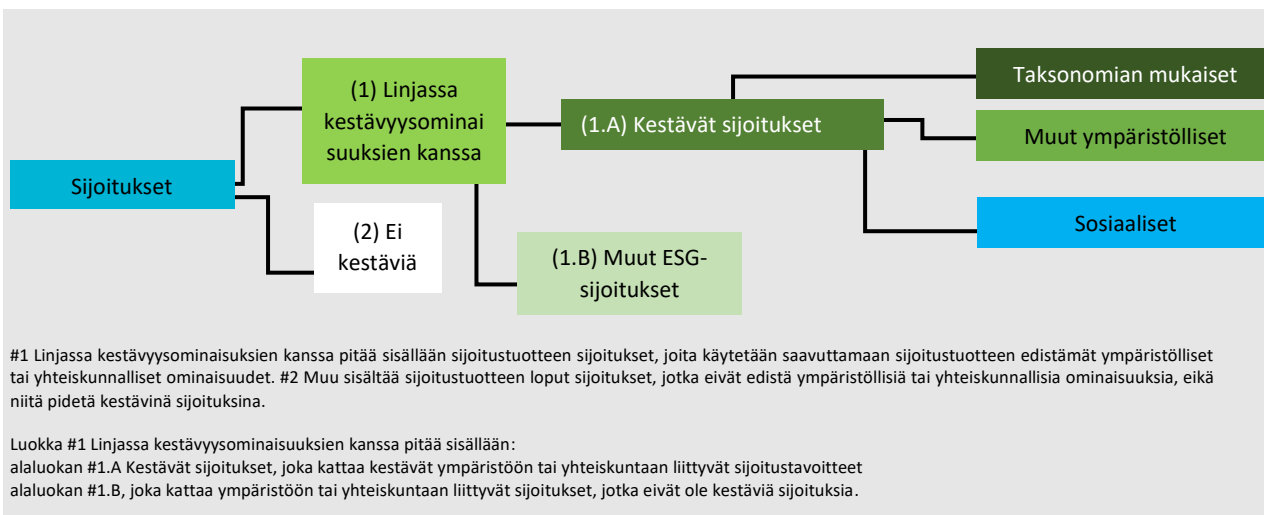 Taksonomian mukaiset
(1) Linjassa
kestävyysominai
suuksien kanssa
(1.A) Kestävät sijoitukset
Muut ympäristölliset
Sijoitukset
(2) Ei
kestäviä
Sosiaaliset
(1.B) Muut ESG-
sijoitukset
#1 Linjassa kestävyysominaisuksien kanssa pitää sisällään sijoitustuotteen sijoitukset, joita käytetään saavuttamaan sijoitustuotteen edistämät ympäristölliset
tai yhteiskunnalliset ominaisuudet. #2 Muu sisältää sijoitustuotteen loput sijoitukset, jotka eivät edistä ympäristöllisiä tai yhteiskunnallisia ominaisuuksia, eikä
niitä pidetä kestävinä sijoituksina.
Luokka #1 Linjassa kestävyysominaisuuksien kanssa pitää sisällään:
alaluokan #1.A Kestävät sijoitukset, joka kattaa kestävät ympäristöön tai yhteiskuntaan liittyvät sijoitustavoitteet
alaluokan #1.B, joka kattaa ympäristöön tai yhteiskuntaan liittyvät sijoitukset, jotka eivät ole kestäviä sijoituksia.